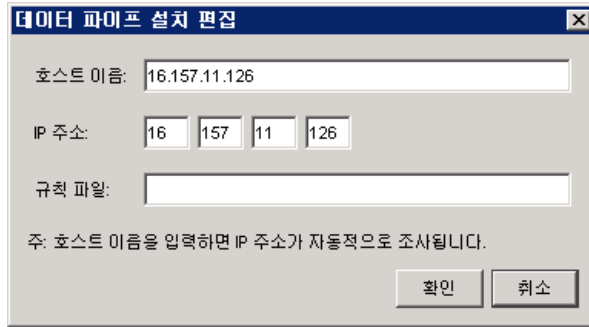 데이터 파이프 설치 편집
호스트 이름: 16.157.11.126
IP 주소: 16 157 11 126
규칙 파일:
주: 호스트 이름을 입력하면 IP 주소가 자동적으로 조사됩니다.
확인 취소